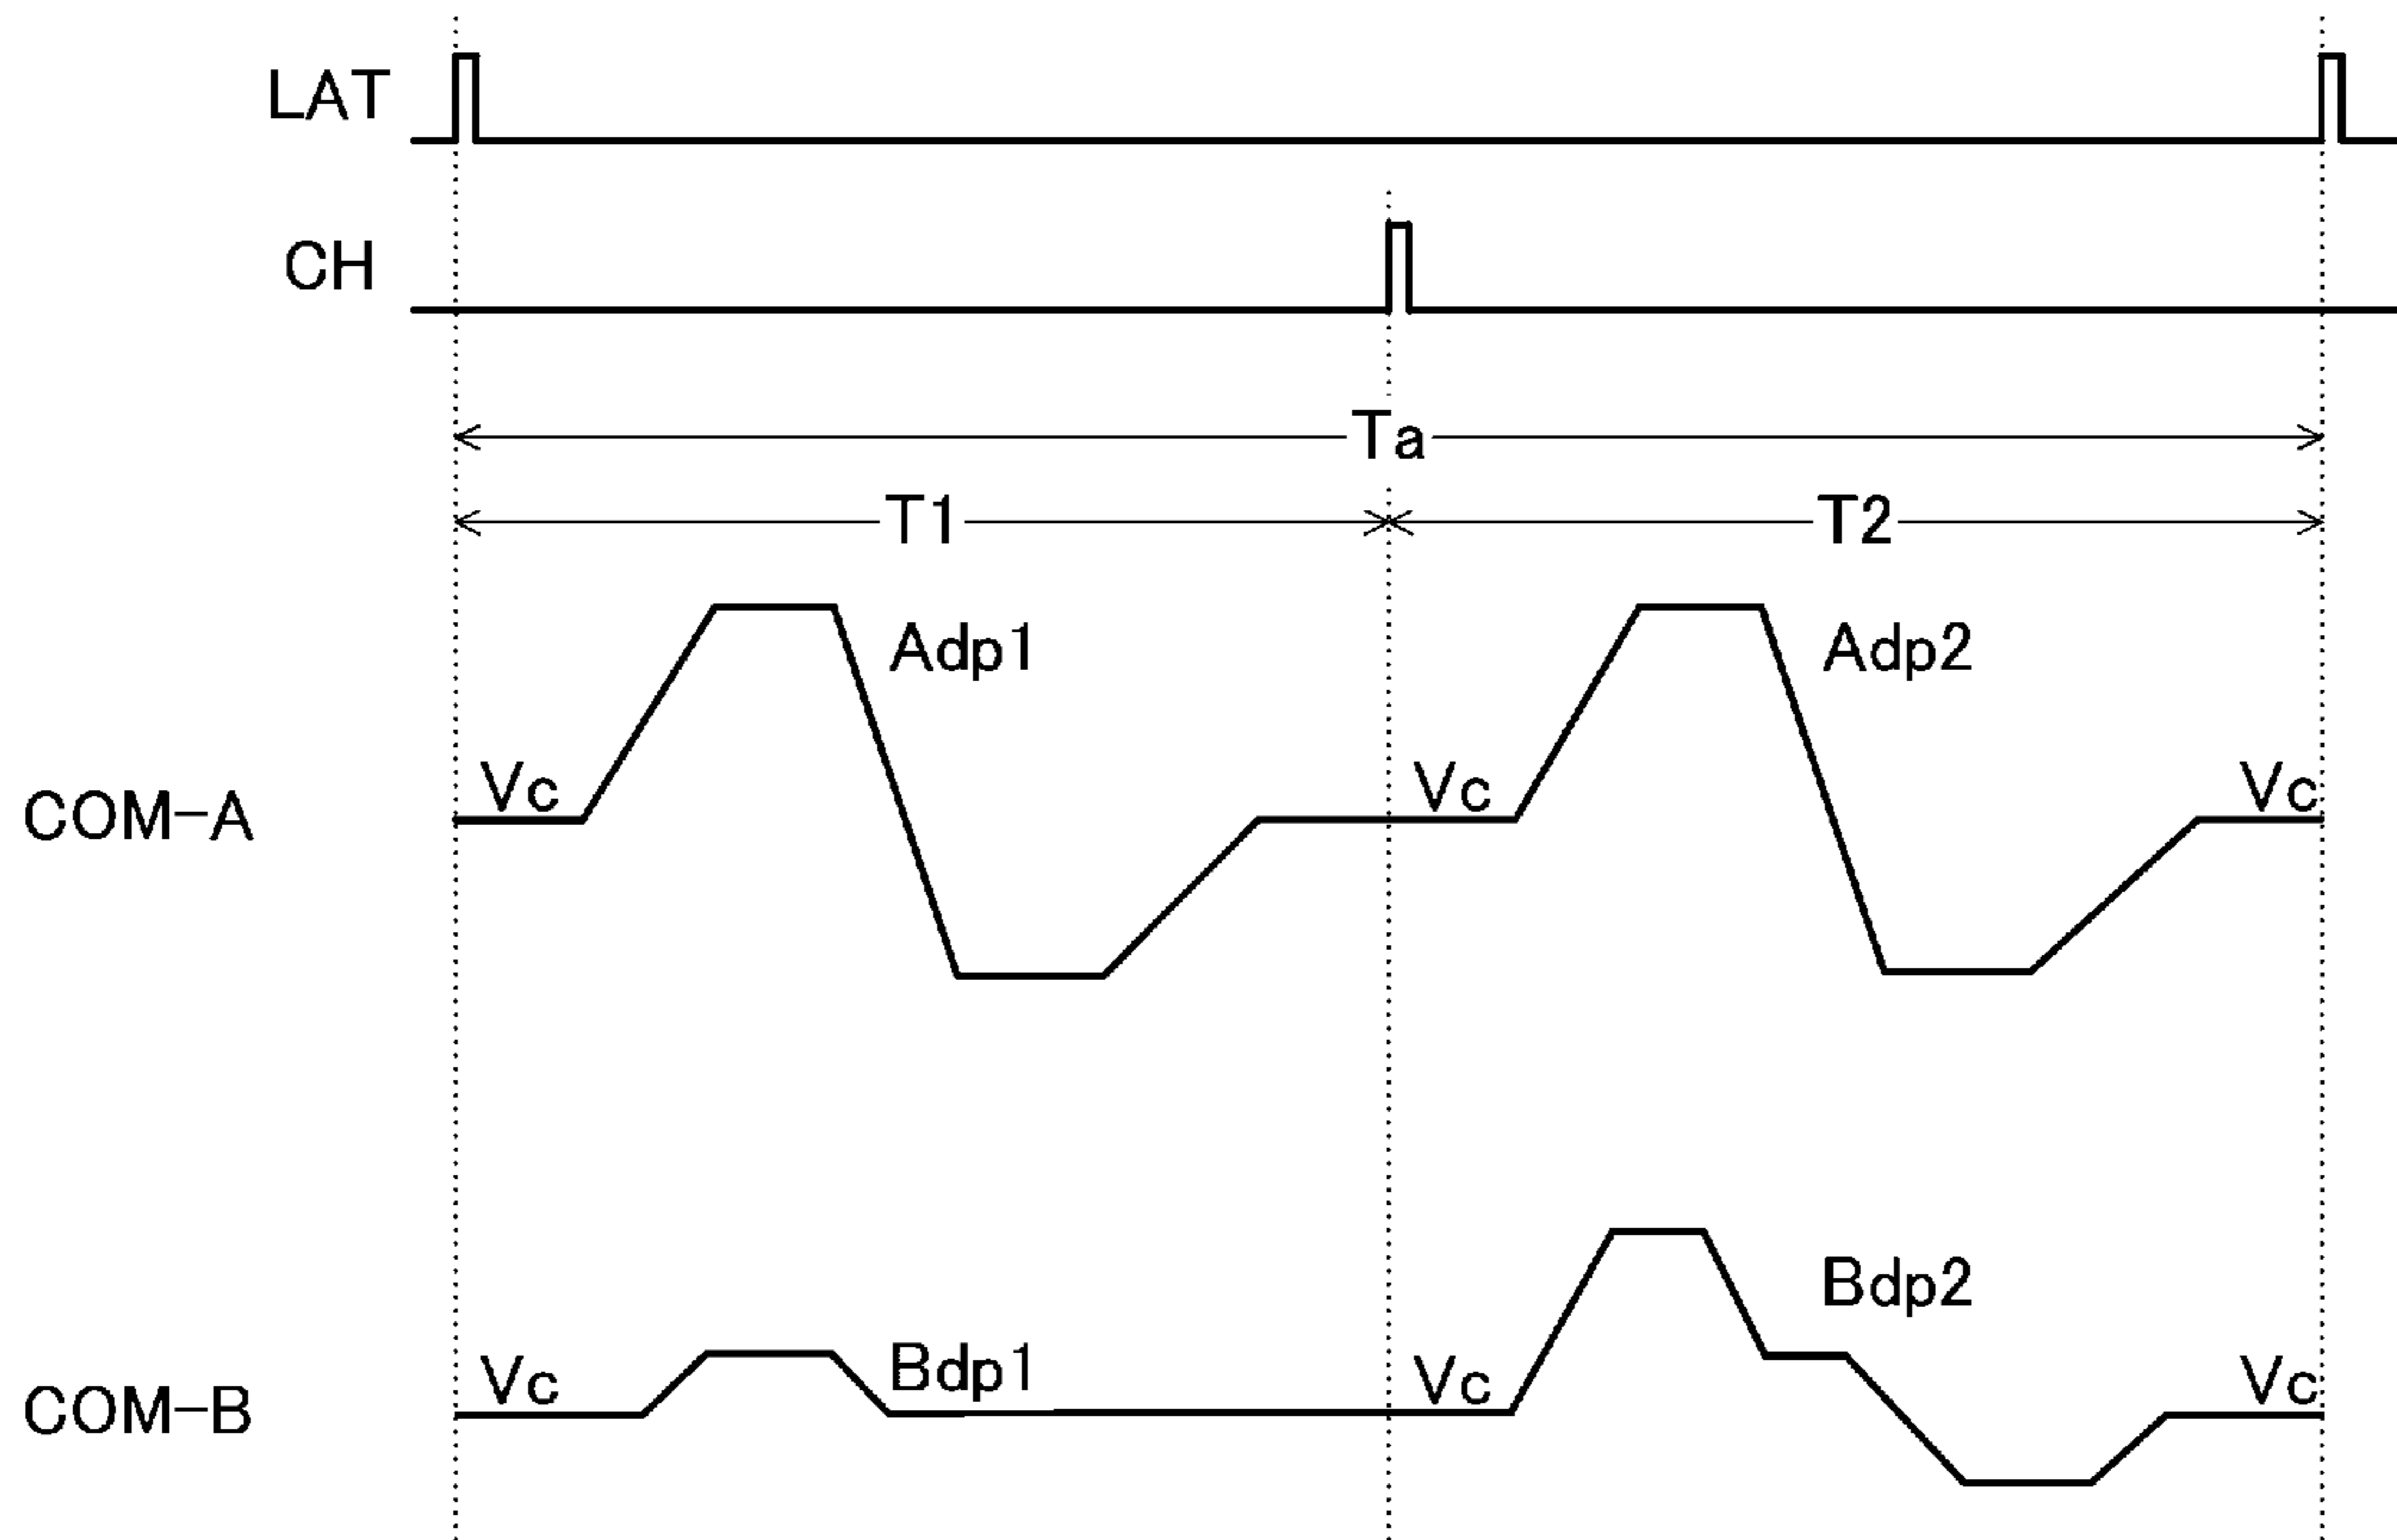 LAT
CH
Ta
T1 T2
Adp1 Adp2
Vc Vc Vc
COM-A
Bdp2
Bdp1
Vc Vc Vc
COM-B